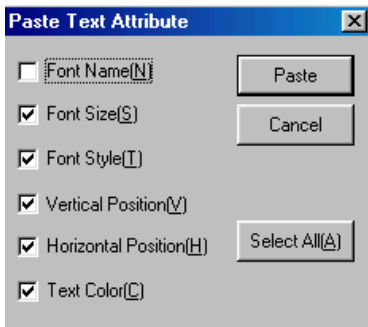 Paste Text Attribute
Font Name(N)
Paste
Font Size(S)
Cancel
Font Style(T)
Vertical Position(V)
Horizontal Position(H)
Select All(A)
Text Color(C)